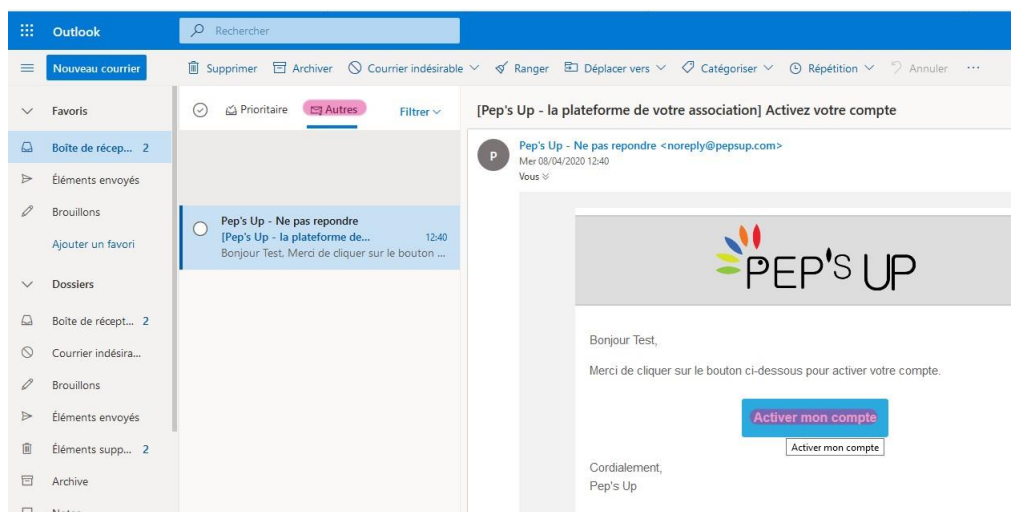 Outlook
Rechercher
Nouveau courrier
Supprimer Archiver Courrier indésirable Ranger Déplacer vers Catégoriser Répétition Annuler ...
Favoris
Boîte de récep... 2
Éléments envoyés
Brouillons
Ajouter un favori
Dossiers
Boîte de récept... 2
Courrier indésira...
Brouillons
Éléments envoyés
Éléments supp... 2
Archive
Prioritaire Autres Filtrer
Pep's Up - Ne pas repondre
[Pep's Up - la plateforme de... 12:40
Bonjour Test, Merci de cliquer sur le bouton ...
[Pep's Up - la plateforme de votre association] Activez votre compte
P
Pep's Up - Ne pas repondre <noreply@pepsup.com>
Mer 08/04/2020 12:40
Vous
PEP'S UP
Bonjour Test,
Merci de cliquer sur le bouton ci-dessous pour activer votre compte.
Activer mon compte
Activer mon compte
Cordialement,
Pep's Up